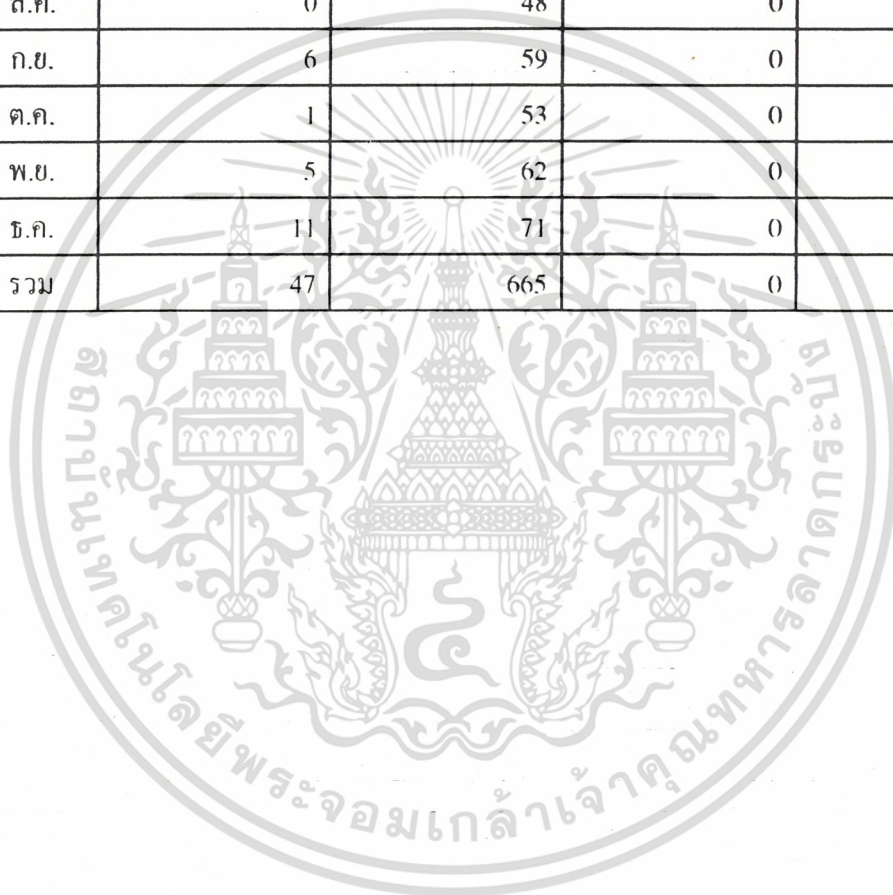 ส.ค. 0 48 0
ก.ย. 6 59 0
ต.ค. 1 53 0
พ.ย. 5 62 0
ธ.ค. 11 71 0
รวม 47 665 0
สถาบันเทคโนโลยีพระจอมเกล้าเจ้าคุณทหารลาดกระบัง